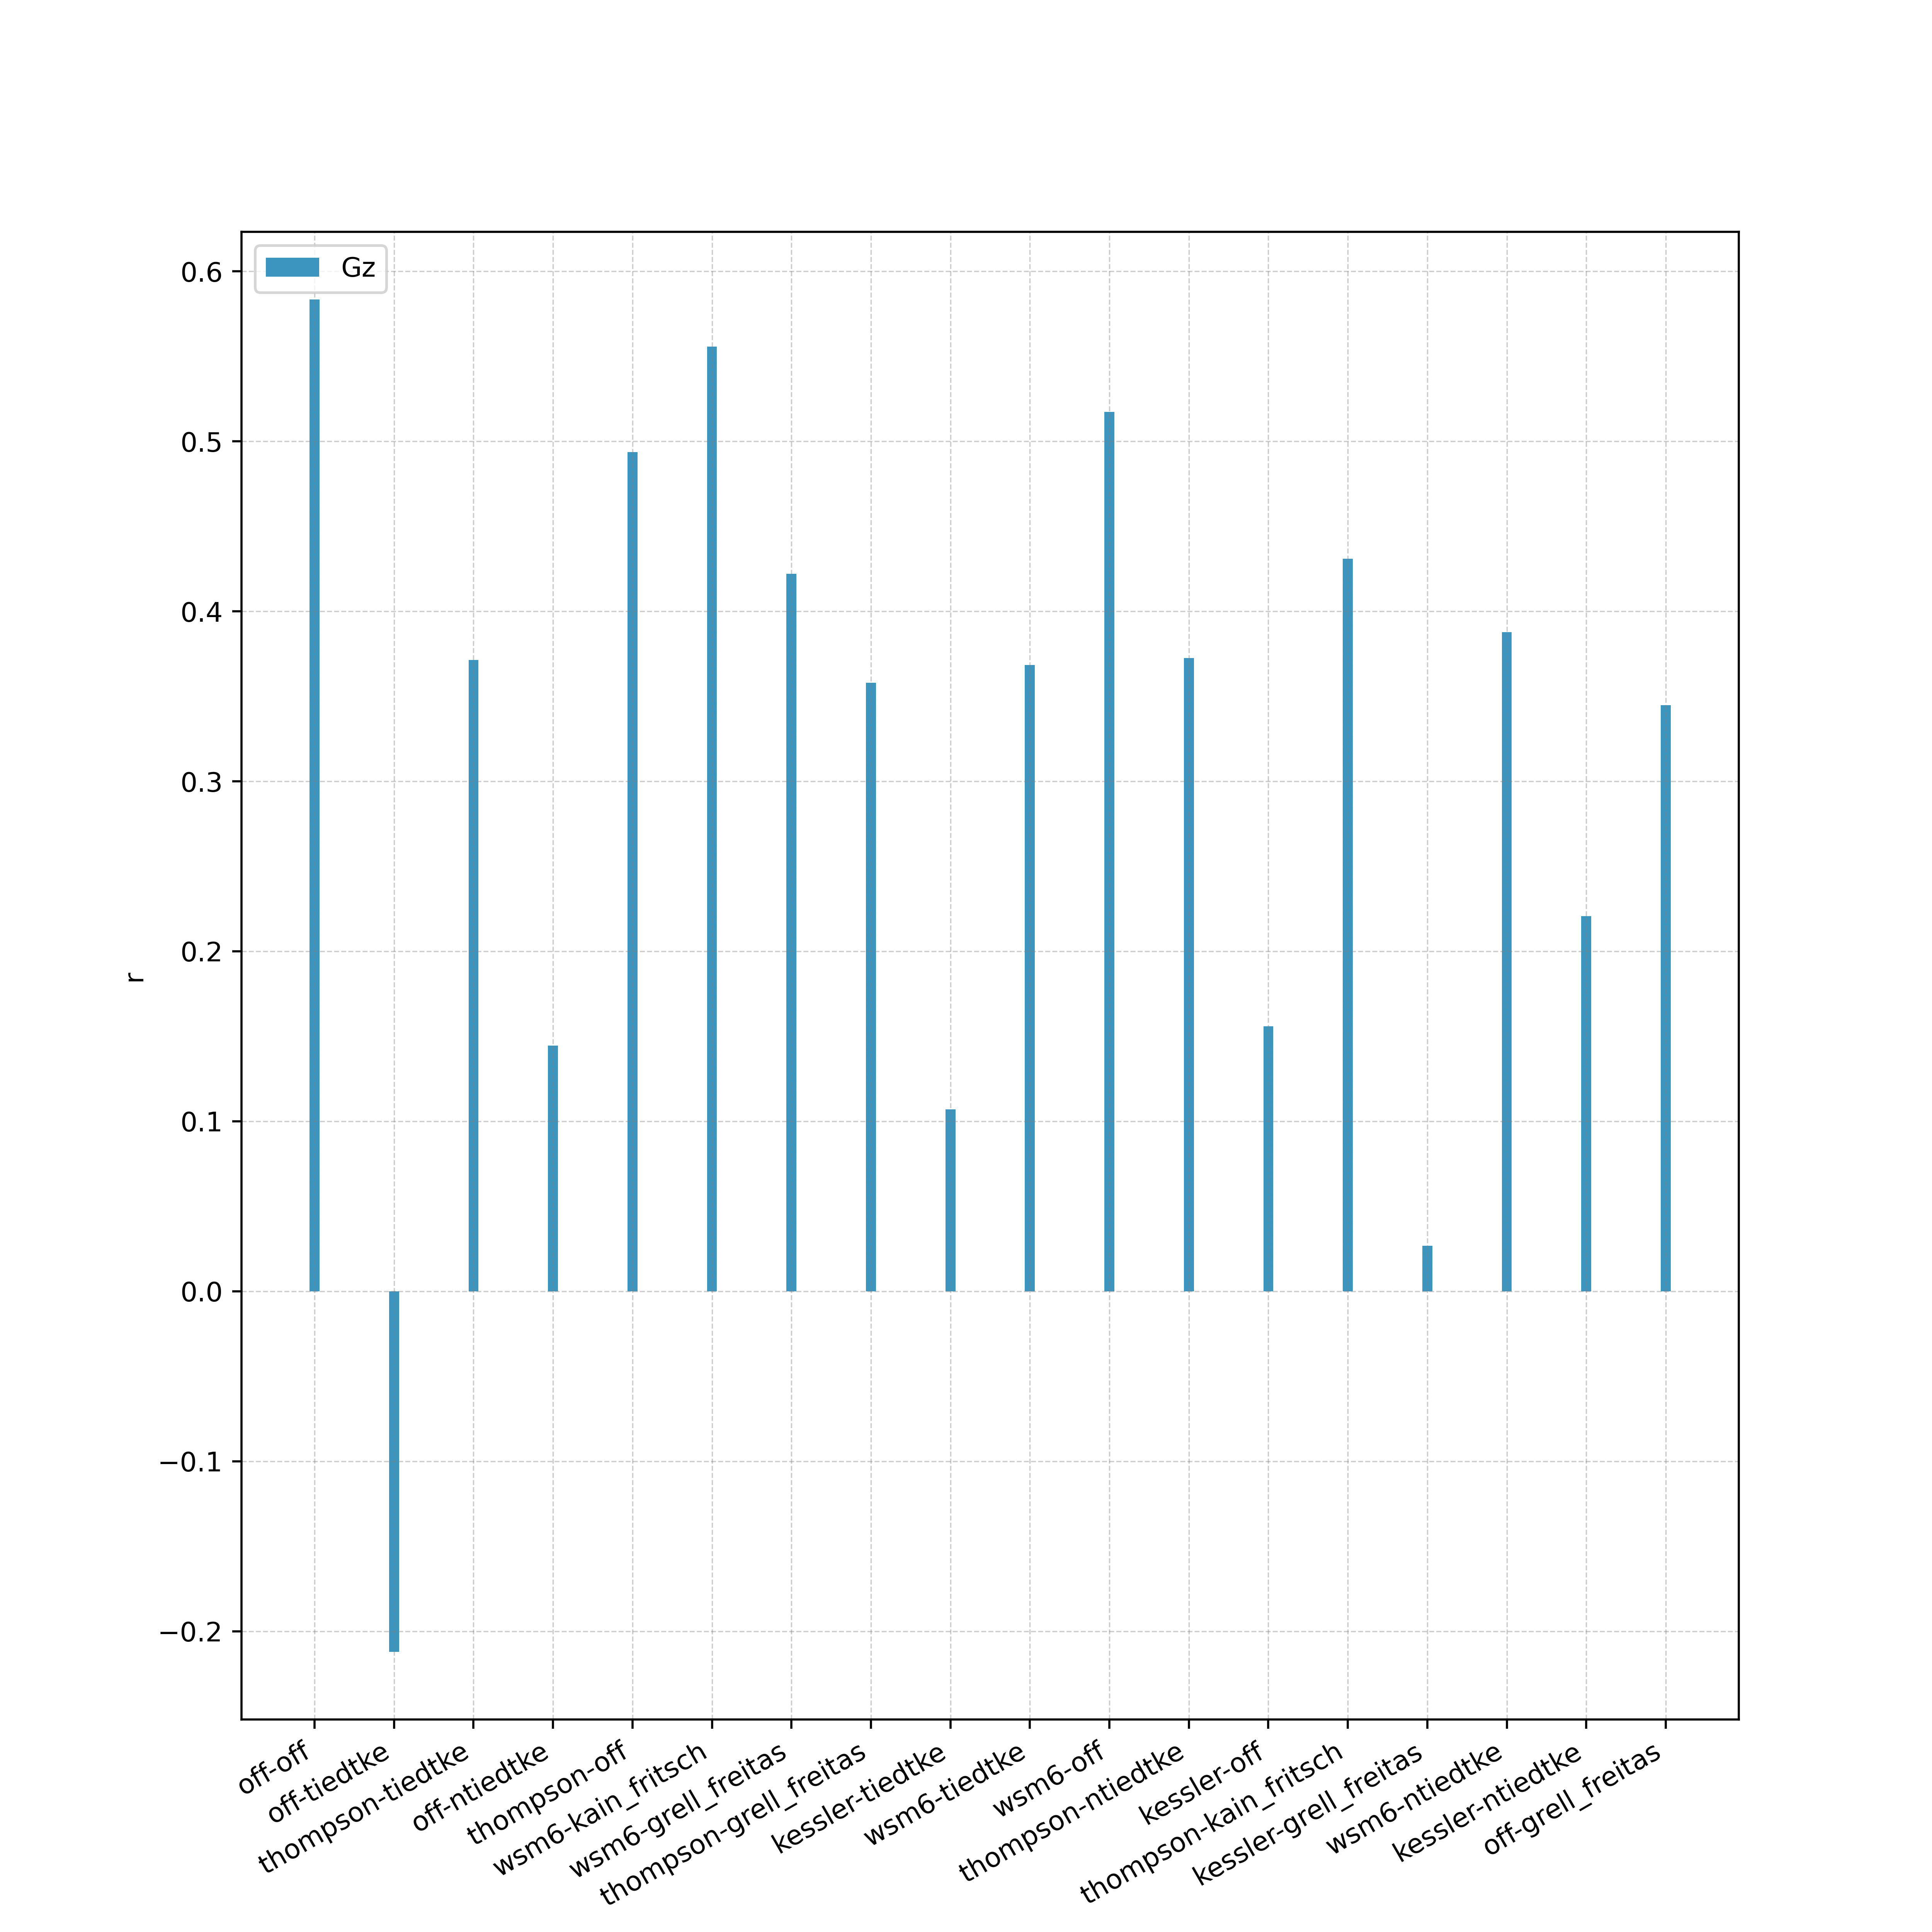 Gz
0.6
0.5
0.4
0.3
0.2
0.1
0.0
−0.1
−0.2
r
off-off
off-tiedtke
thompson-tiedtke
off-ntiedtke
thompson-off
wsm6-kain_fritsch
wsm6-grell_freitas
thompson-grell_freitas
kessler-tiedtke
wsm6-tiedtke
wsm6-off
thompson-ntiedtke
kessler-off
thompson-kain_fritsch
kessler-grell_freitas
wsm6-ntiedtke
kessler-ntiedtke
off-grell_freitas